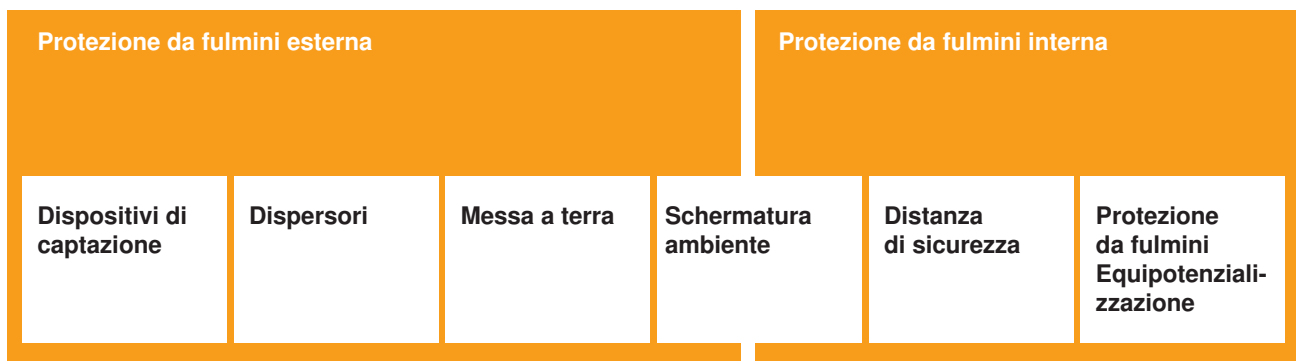 Protezione da fulmini esterna
Protezione da fulmini interna
Dispositivi di
captazione
Dispersori
Messa a terra
Schermatura
ambiente
Distanza
di sicurezza
Protezione
da fulmini
Equipotenziali-
zzazione